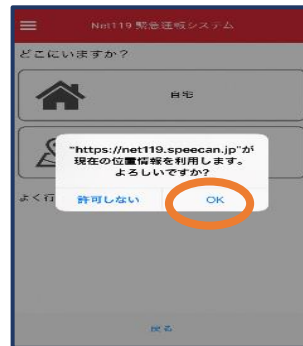 Net119 緊急通報システム
どこにいますか？
自宅
"https://net119.speecan.jp"が
現在の位置情報を利用します。
よろしいですか?
許可しない
OK
よく行
戻る